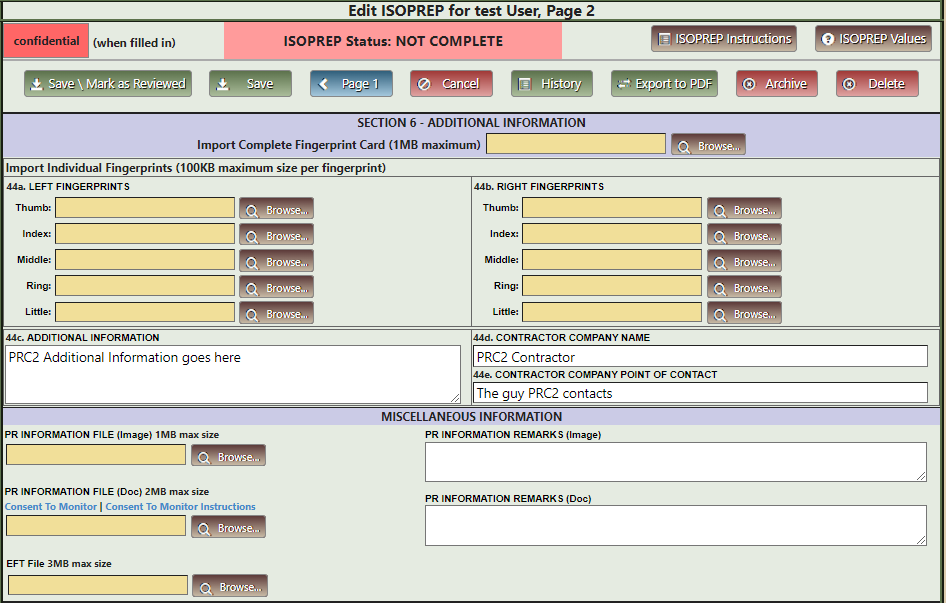 Edit ISOPREP for test User, Page 2
confidential (when filled in) ISOPREP Status: NOT COMPLETE ISOPREP Instructions ISOPREP Values
Save \ Mark as Reviewed Save Page 1 Cancel History Export to PDF Archive Delete
SECTION 6 - ADDITIONAL INFORMATION
Import Complete Fingerprint Card (1MB maximum) Browse...
Import Individual Fingerprints (100KB maximum size per fingerprint)
44a. LEFT FINGERPRINTS
Thumb: Browse...
Index: Browse...
Middle: Browse...
Ring: Browse...
Little: Browse...
44b. RIGHT FINGERPRINTS
Thumb: Browse...
Index: Browse...
Middle: Browse...
Ring: Browse...
Little: Browse...
44c. ADDITIONAL INFORMATION
PRC2 Additional Information goes here
44d. CONTRACTOR COMPANY NAME
PRC2 Contractor
44e. CONTRACTOR COMPANY POINT OF CONTACT
The guy PRC2 contacts
MISCELLANEOUS INFORMATION
PR INFORMATION FILE (Image) 1MB max size
Browse...
PR INFORMATION REMARKS (Image)
PR INFORMATION FILE (Doc) 2MB max size
Consent To Monitor | Consent To Monitor Instructions
Browse...
PR INFORMATION REMARKS (Doc)
EFT File 3MB max size
Browse...